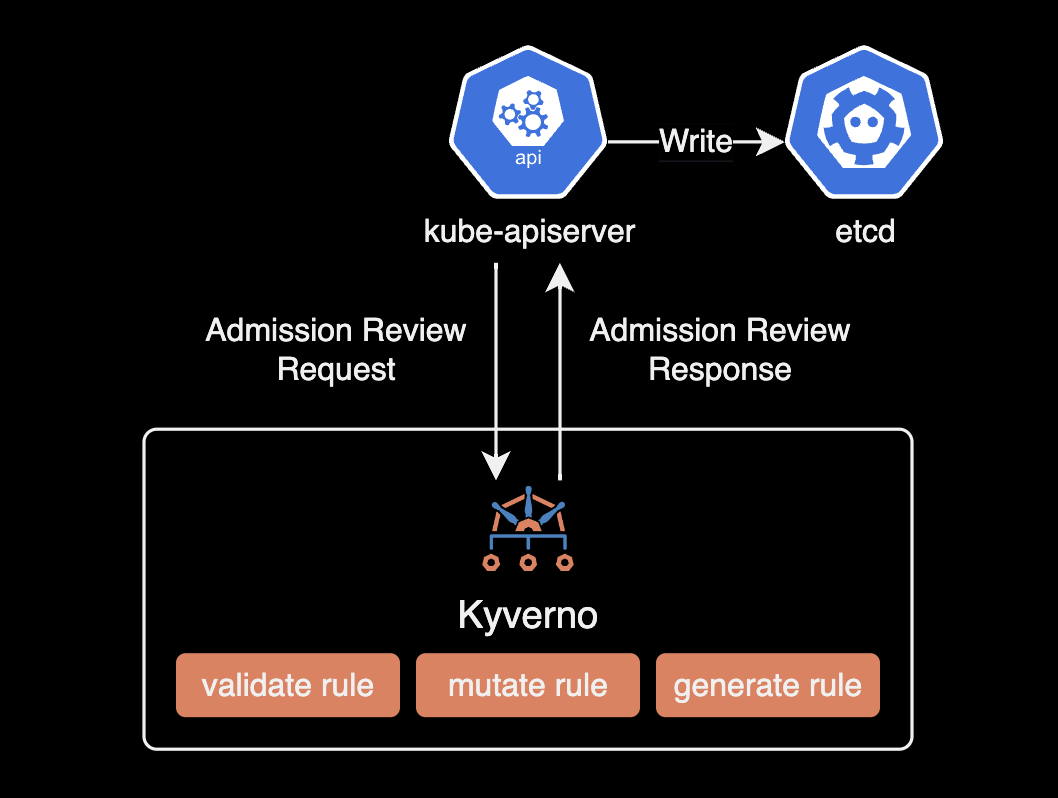 api
Write
kube-apiserver
etcd
Admission Review
Request
Admission Review
Response
Kyverno
validate rule
mutate rule
generate rule